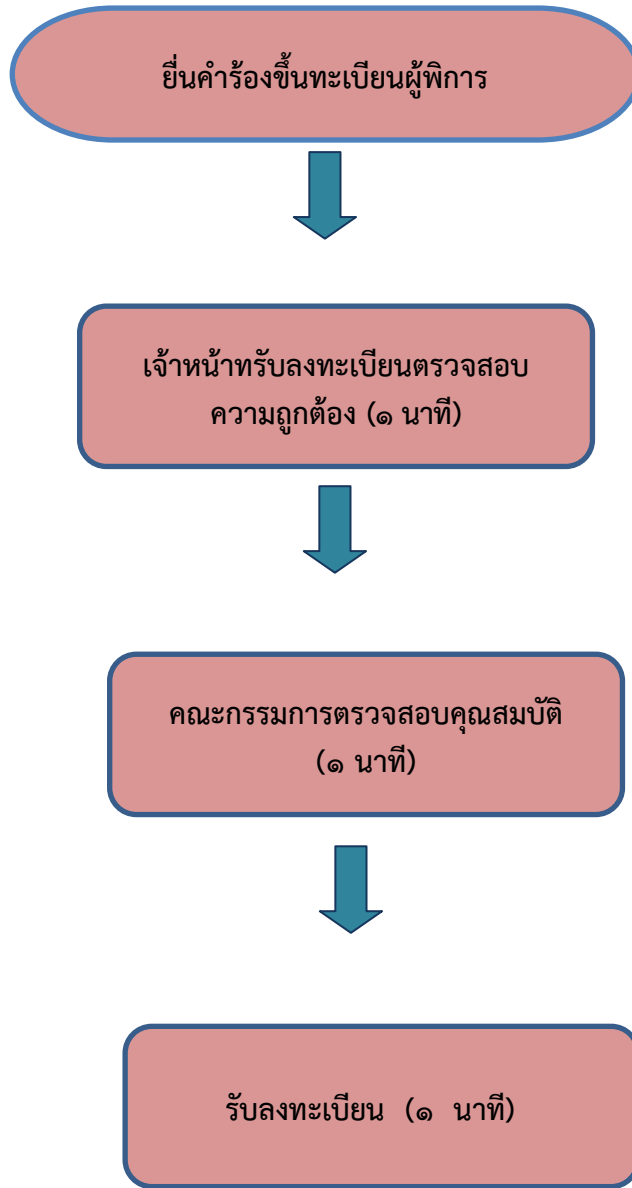 ยื่นคำร้องขึ้นทะเบียนผู้พิการ
เจ้าหน้าทรับลงทะเบียนตรวจสอบ
ความถูกต้อง (๑ นาที)
คณะกรรมการตรวจสอบคุณสมบัติ
(๑ นาที)
รับลงทะเบียน (๑ นาที)